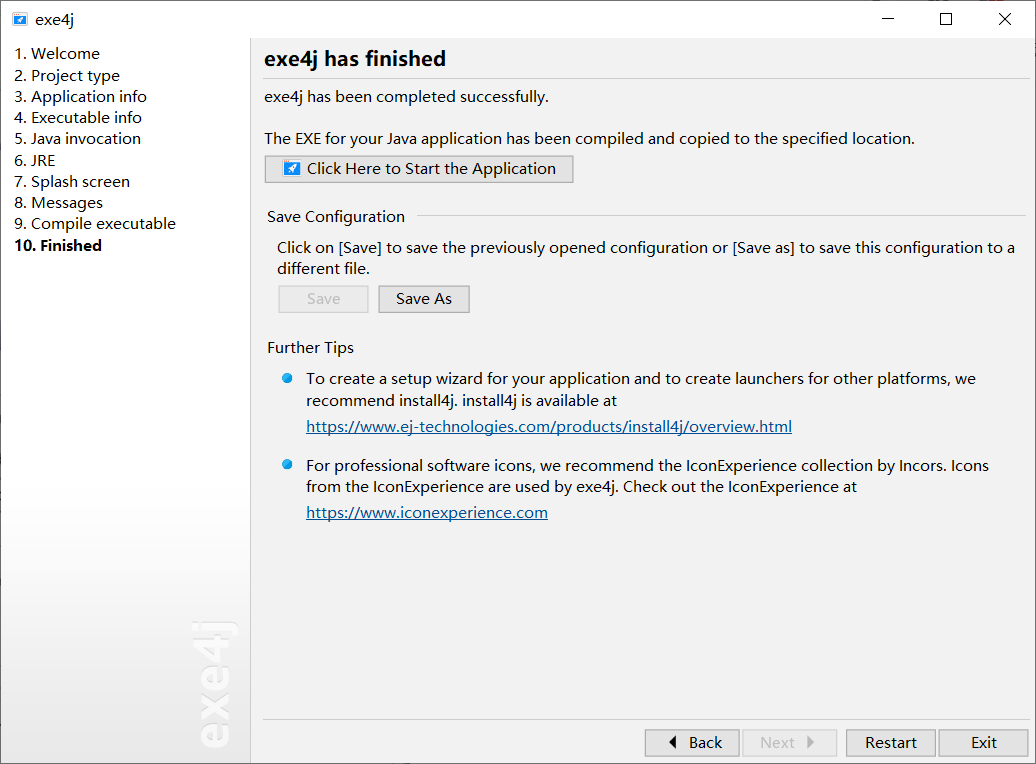 exe4j
1. Welcome
2. Project type
3. Application info
4. Executable info
5. Java invocation
6. JRE
7. Splash screen
8. Messages
9. Compile executable
10. Finished
exe4j
exe4j has finished
exe4j has been completed successfully.
The EXE for your Java application has been compiled and copied to the specified location.
Click Here to Start the Application
Save Configuration
Click on [Save] to save the previously opened configuration or [Save as] to save this configuration to a
different file.
Save
Save As
Further Tips
To create a setup wizard for your application and to create launchers for other platforms, we
recommend install4j. install4j is available at
https://www.ej-technologies.com/products/install4j/overview.html
For professional software icons, we recommend the IconExperience collection by Incors. Icons
from the IconExperience are used by exe4j. Check out the IconExperience at
https://www.iconexperience.com
Back
Next
Restart
Exit